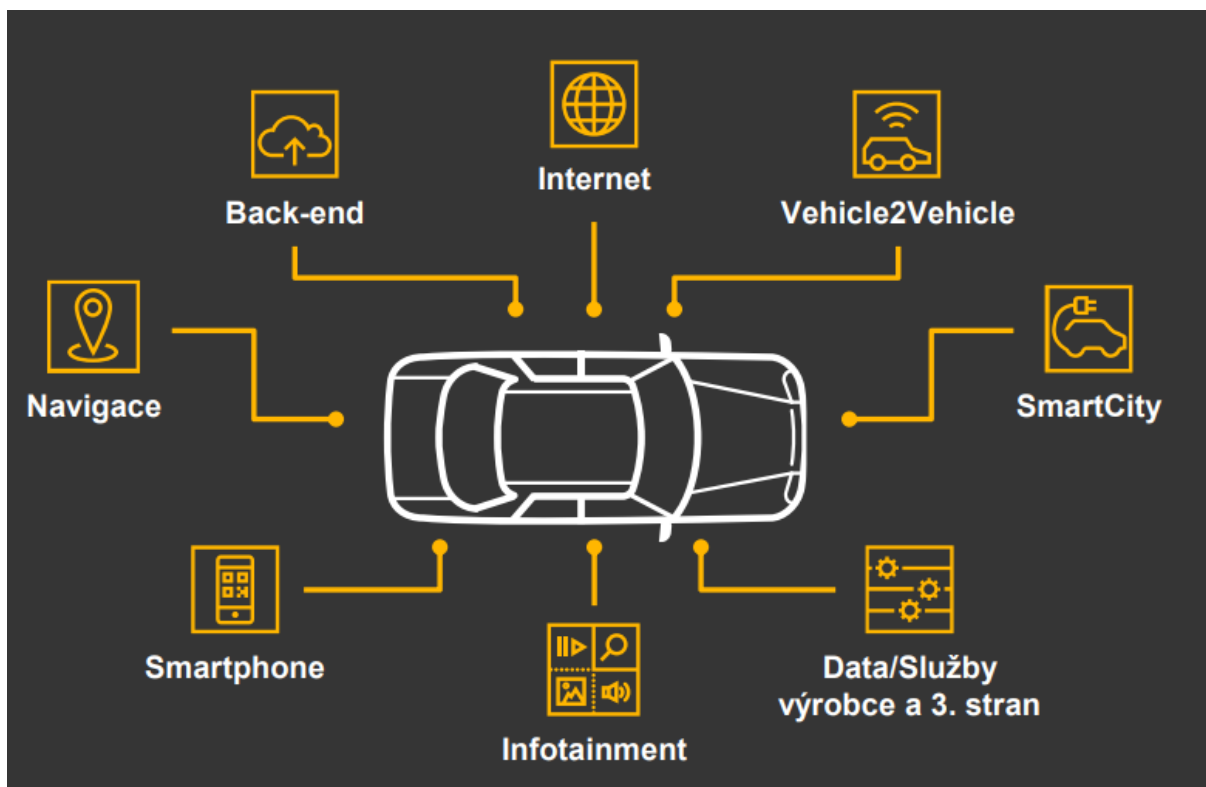 Internet
Back-end
Vehicle2Vehicle
Navigace
SmartCity
Smartphone
Data/Služby
výrobce a 3. stran
Infotainment